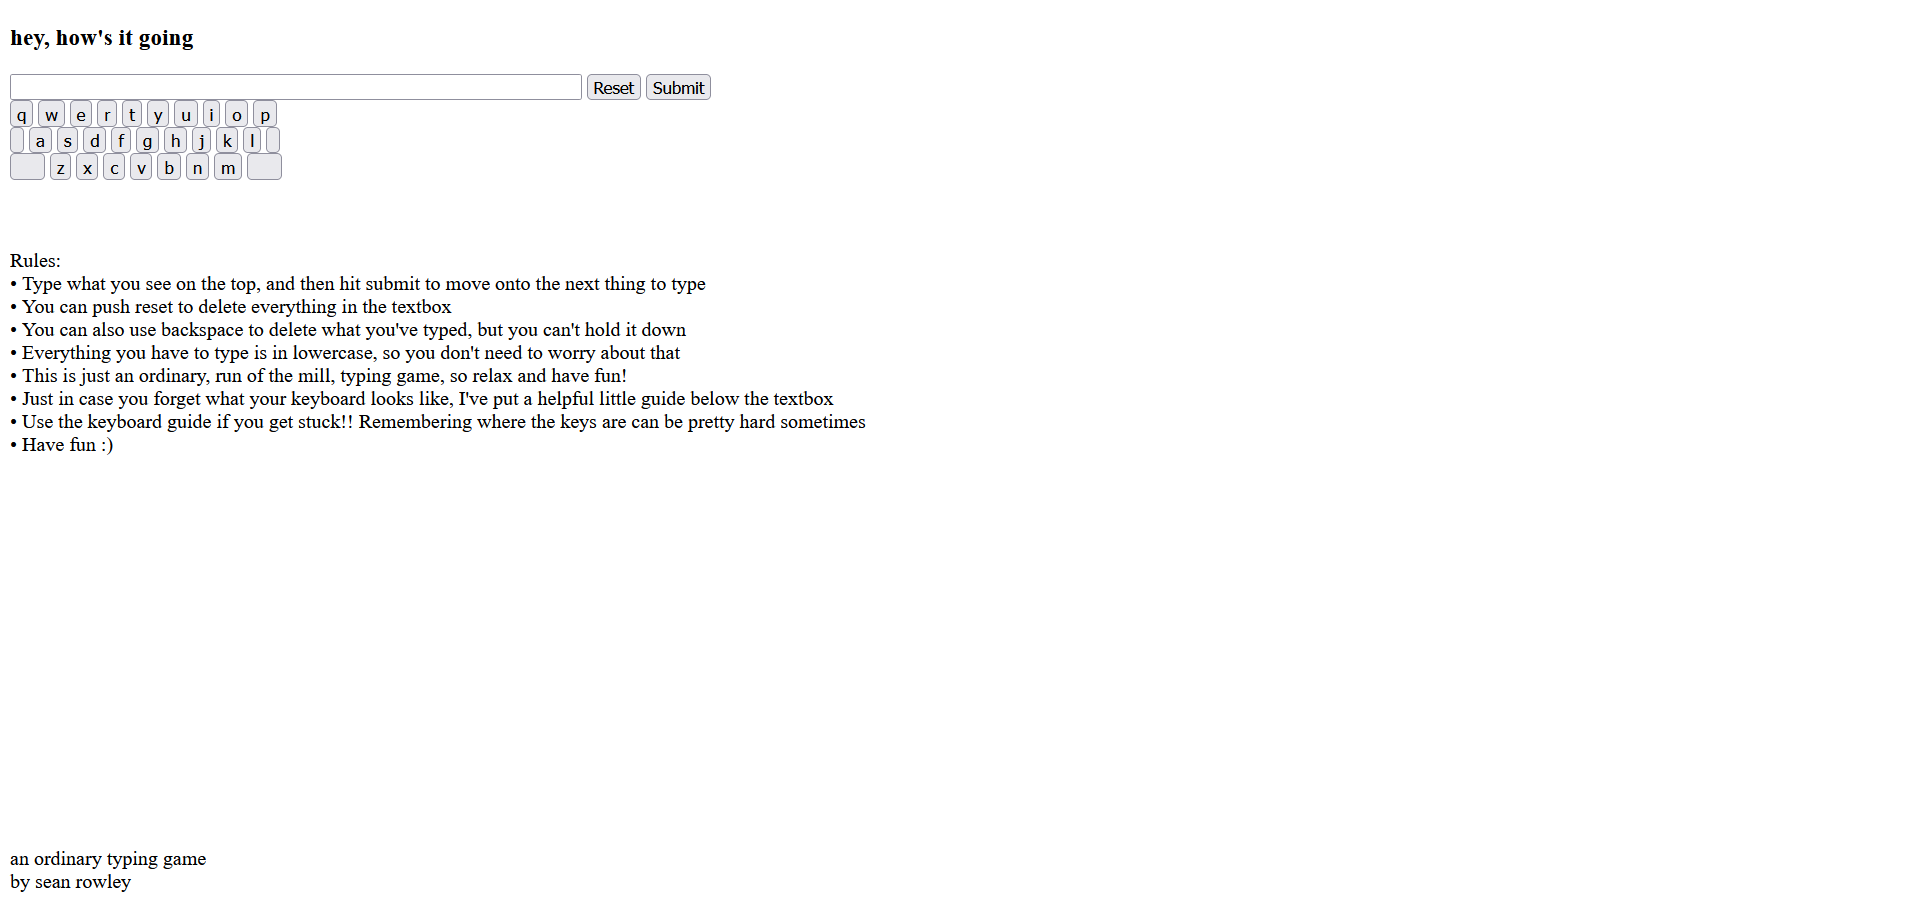 hey, how's it going
Reset Submit
q w e r t y u i o p
a s d f g h j k l
z x c v b n m
Rules:
• Type what you see on the top, and then hit submit to move onto the next thing to type
• You can push reset to delete everything in the textbox
• You can also use backspace to delete what you've typed, but you can't hold it down
• Everything you have to type is in lowercase, so you don't need to worry about that
• This is just an ordinary, run of the mill, typing game, so relax and have fun!
• Just in case you forget what your keyboard looks like, I've put a helpful little guide below the textbox
• Use the keyboard guide if you get stuck!! Remembering where the keys are can be pretty hard sometimes
• Have fun :)
an ordinary typing game
by sean rowley